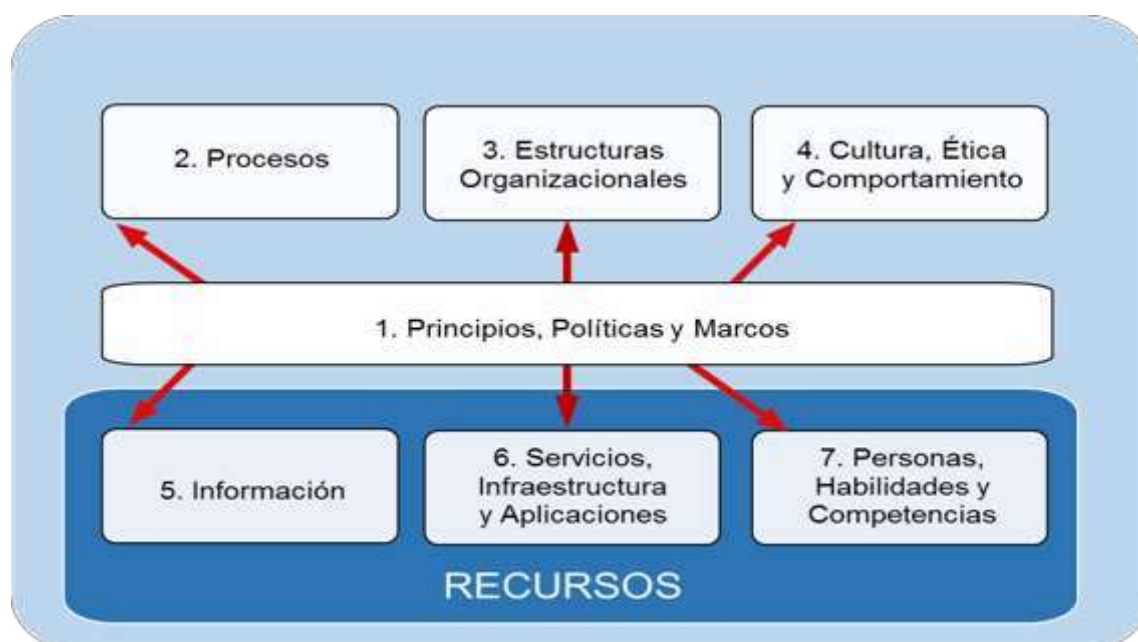 2. Procesos
3. Estructuras
Organizacionales
4. Cultura, Ética
y Comportamiento
1. Principios, Políticas y Marcos
5. Información
6. Servicios,
Infraestructura
y Aplicaciones
7. Personas,
Habilidades y
Competencias
RECURSOS